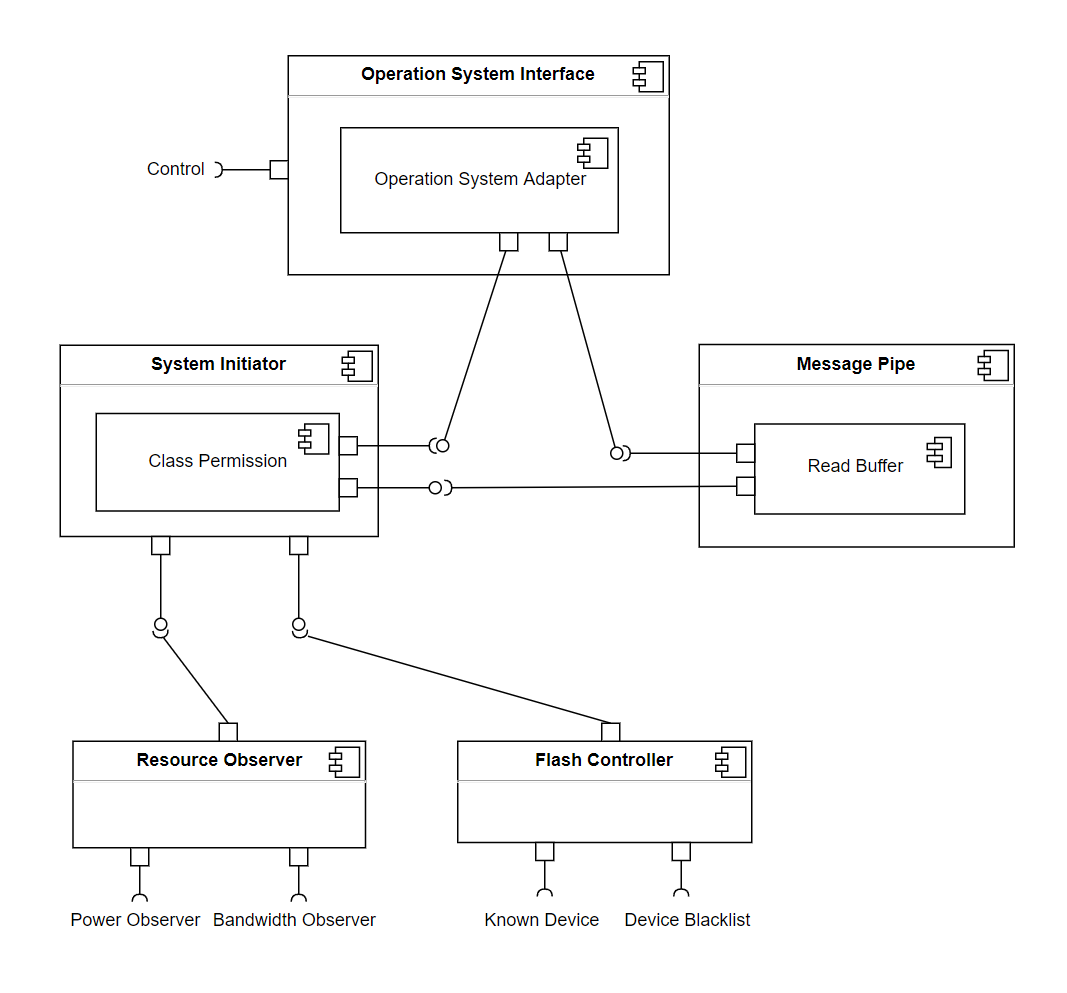 Operation System Interface
Control
Operation System Adapter
System Initiator
Message Pipe
Class Permission
Read Buffer
Resource Observer
Flash Controller
Power Observer
Bandwidth Observer
Known Device
Device Blacklist